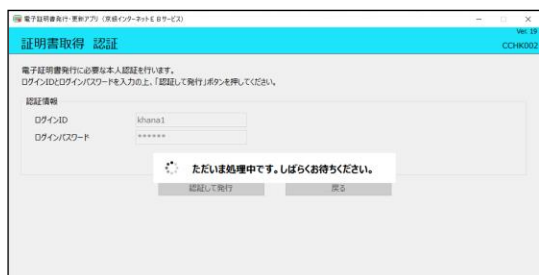 電子証明書発行・更新アプリ(京銀インターネットEBサービス)
Ver. 19
証明書取得 認証
CCHK002
電子証明書発行に必要な本人認証を行います。
ログインIDとログインパスワードを入力の上、「認証して発行」ボタンを押してください。
認証情報
ログインID khana1
ログインパスワード ******
ただいま処理中です。しばらくお待ちください。
認証して発行 戻る